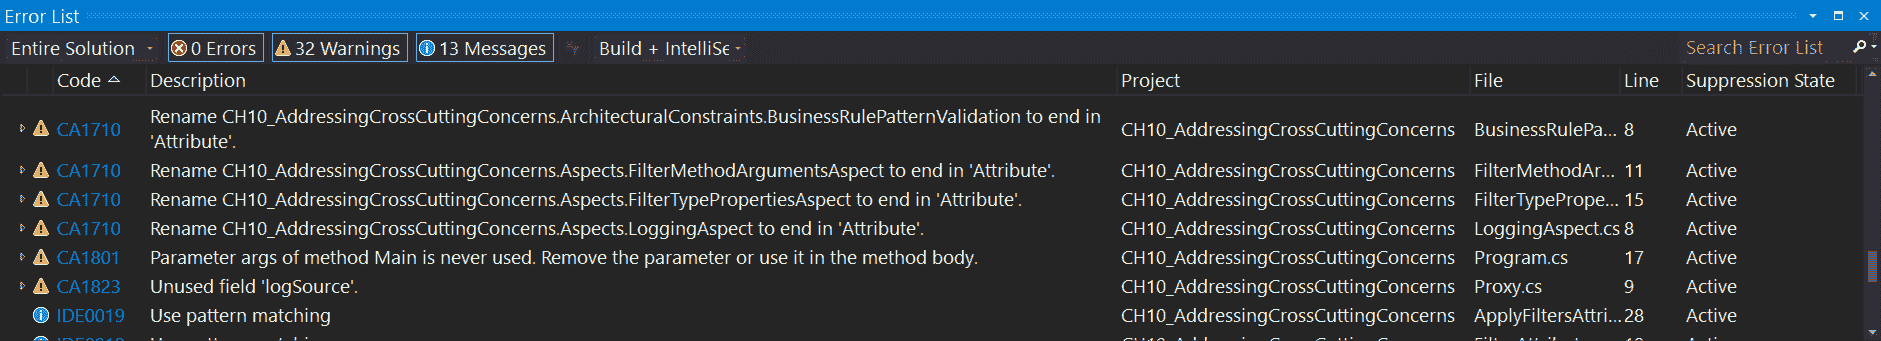 Error List
Entire Solution 0 Errors 32 Warnings 13 Messages Build + IntelliSe Search Error List
Code Description Project File Line Suppression State
Rename CH10_AddressingCrossCuttingConcerns.ArchitecturalConstraints.BusinessRulePatternValidation to end in
CA1710 'Attribute'. CH10_AddressingCrossCuttingConcerns BusinessRulePa... 8 Active
CA1710 Rename CH10_AddressingCrossCuttingConcerns.Aspects.FilterMethodArgumentsAspect to end in 'Attribute'. CH10_AddressingCrossCuttingConcerns FilterMethodAr... 11 Active
CA1710 Rename CH10_AddressingCrossCuttingConcerns.Aspects.FilterTypePropertiesAspect to end in 'Attribute'. CH10_AddressingCrossCuttingConcerns FilterTypePrope... 15 Active
CA1710 Rename CH10_AddressingCrossCuttingConcerns.Aspects.LoggingAspect to end in 'Attribute'. CH10_AddressingCrossCuttingConcerns LoggingAspect.cs 8 Active
CA1801 Parameter args of method Main is never used. Remove the parameter or use it in the method body. CH10_AddressingCrossCuttingConcerns Program.cs 17 Active
CA1823 Unused field 'logSource'. CH10_AddressingCrossCuttingConcerns Proxy.cs 9 Active
IDE0019 Use pattern matching CH10_AddressingCrossCuttingConcerns ApplyFiltersAttri... 28 Active